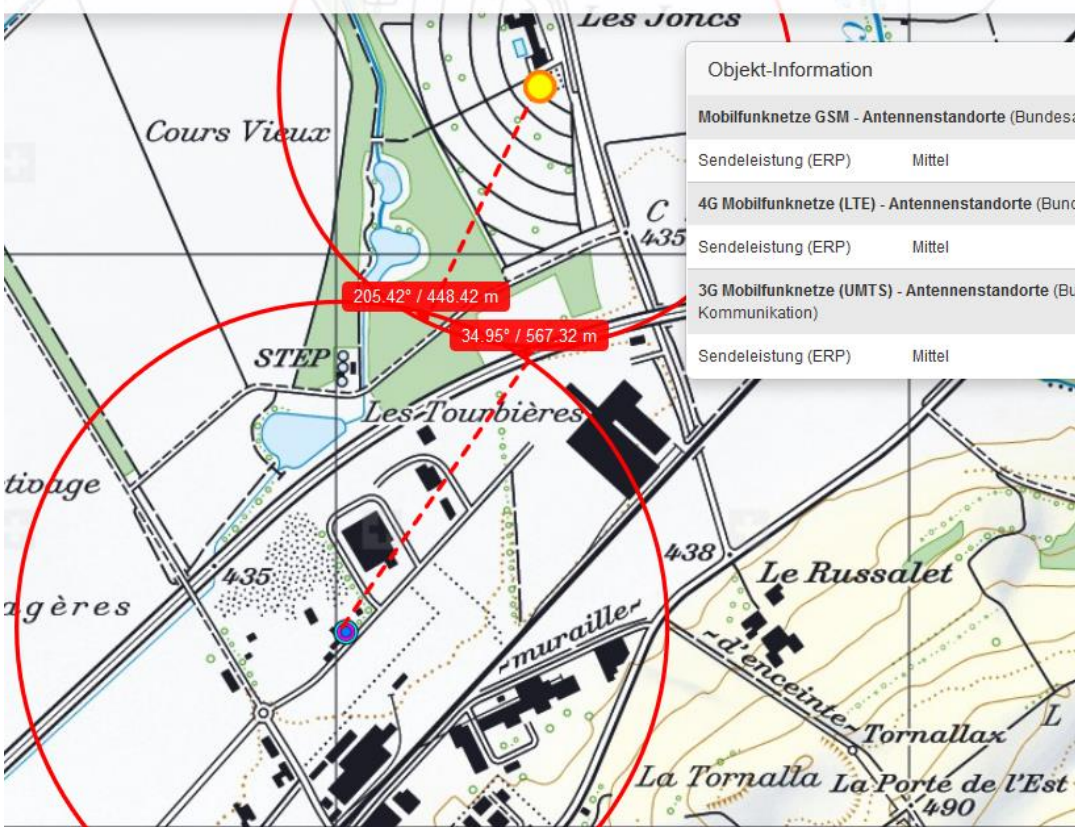 Les Joncs
Objekt-Information
Mobilfunknetze GSM - Antennenstandorte (Bundesa
Cours Vieux
Sendeleistung (ERP) Mittel
4G Mobilfunknetze (LTE) - Antennenstandorte (Bund
C
435
Sendeleistung (ERP) Mittel
3G Mobilfunknetze (UMTS) - Antennenstandorte (Bu
Kommunikation)
205.42° / 448.42 m
34.95° / 567.32 m
STEP
Sendeleistung (ERP) Mittel
Les Tourbières
tivage
438
435
Le Russalet
agères
~muraille~
~d'enceinte~
L
Tornallax
La Tornalla
La Porte de l'Est
490